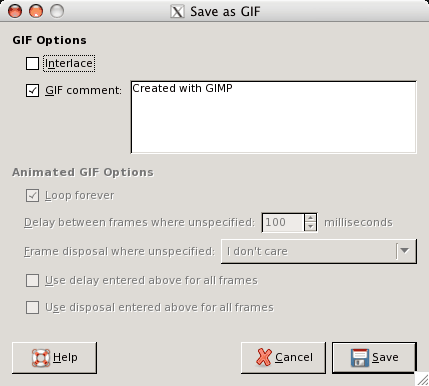 Save as GIF
GIF Options
Interlace
GIF comment:
Created with GIMP
Animated GIF Options
Loop forever
Delay between frames where unspecified: 100 milliseconds
Frame disposal where unspecified: I don't care
Use delay entered above for all frames
Use disposal entered above for all frames
Help Cancel Save